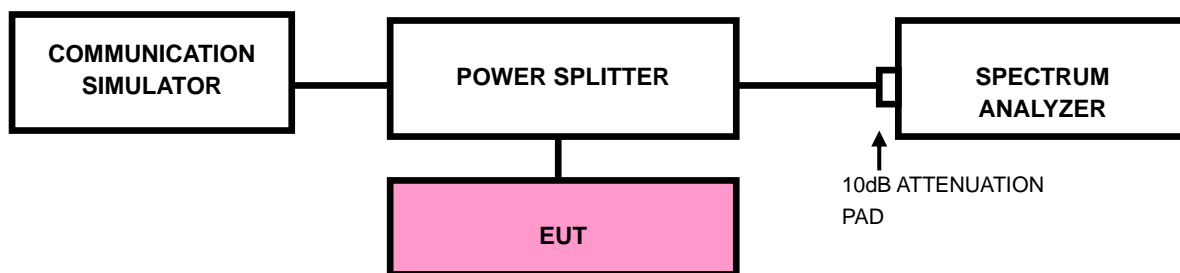 COMMUNICATION
SIMULATOR
POWER SPLITTER
SPECTRUM
ANALYZER
10dB ATTENUATION
PAD
EUT